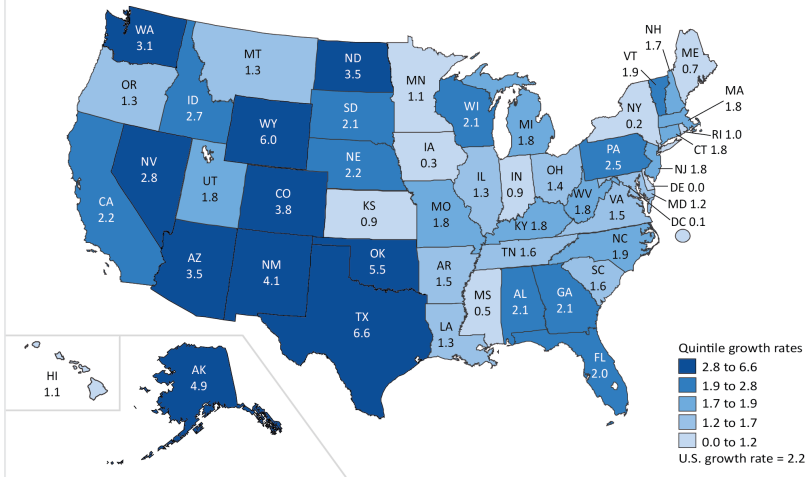 WA
3.1
MT
1.3
ND
3.5
MN
1.1
OR
1.3
ID
2.7
WY
6.0
SD
2.1
WI
2.1
MI
1.8
NH
1.7
VT
1.9
ME
0.7
NY
0.2
MA
1.8
RI 1.0
CT 1.8
NJ 1.8
DE 0.0
MD 1.2
DC 0.1
NV
2.8
UT
1.8
CO
3.8
NE
2.2
IA
0.3
IL
1.3
IN
0.9
OH
1.4
PA
2.5
CA
2.2
KS
0.9
MO
1.8
KY 1.8
WV
1.8
VA
1.5
AZ
3.5
NM
4.1
OK
5.5
AR
1.5
TN 1.6
NC
1.9
SC
1.6
TX
6.6
LA
1.3
MS
0.5
AL
2.1
GA
2.1
FL
2.0
HI
1.1
AK
4.9
Quintile growth rates
2.8 to 6.6
1.9 to 2.8
1.7 to 1.9
1.2 to 1.7
0.0 to 1.2
U.S. growth rate = 2.2